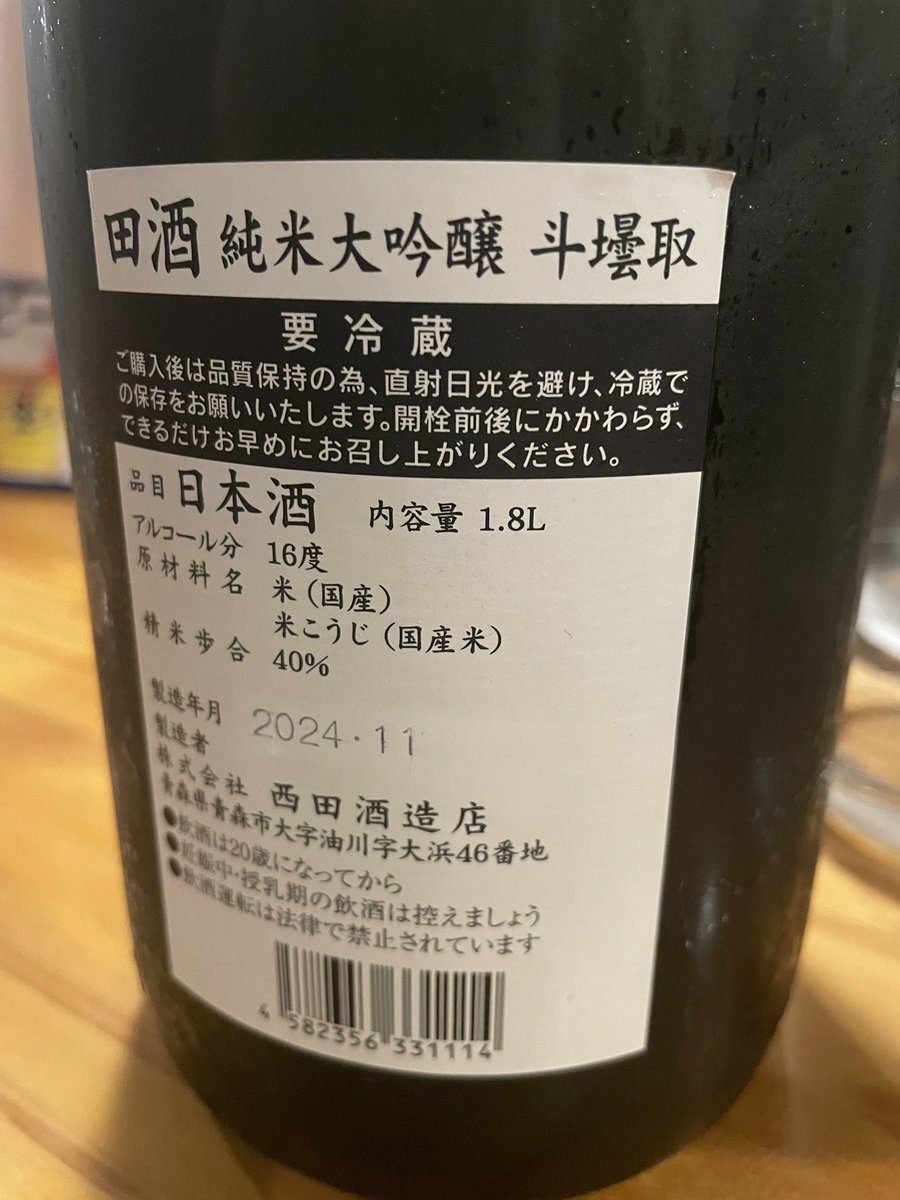 田酒 純米大吟醸 斗壜取
要冷蔵
ご購入後は品質保持の為、直射日光を避け、冷蔵で
の保存をお願いいたします。開栓前後にかかわらず、
できるだけお早めにお召し上がりください。
品目 日本酒 内容量 1.8L
アルコール分 16度
原材料名 米(国産)
米こうじ(国産米)
精米歩合 40%
製造年月 2024・11
製造者
株式会社 西田酒造店
青森県青森市大字油川字大浜46番地
●飲酒は20歳になってから
●妊娠中・授乳期の飲酒は控えましょう
●飲酒運転は法律で禁止されています
4 582356 331114